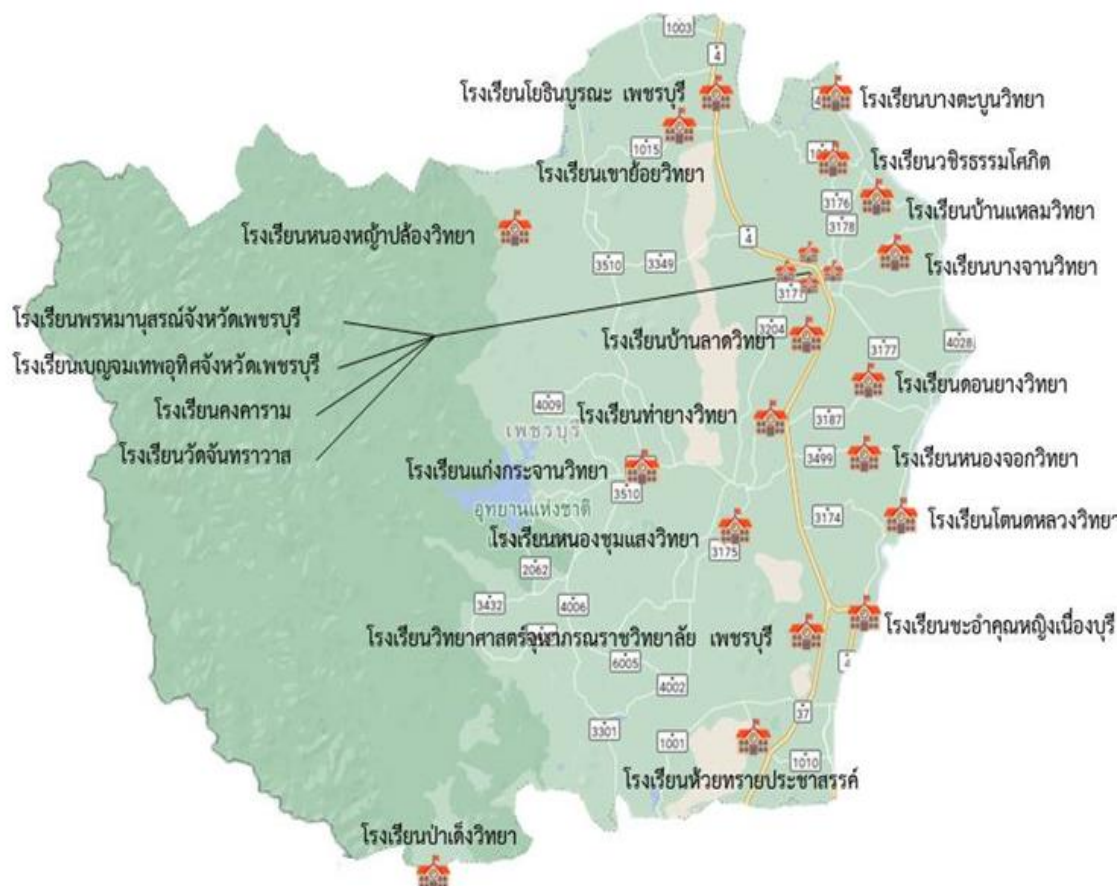 1003
4
โรงเรียนโยธินบูรณะ เพชรบุรี
โรงเรียนบางตะบูนวิทยา
1015
โรงเรียนเขาย้อยวิทยา
โรงเรียนวชิรธรรมโศภิต
3176
โรงเรียนบ้านแหลมวิทยา
3178
โรงเรียนหนองหญ้าปล้องวิทยา
4
3510
3349
โรงเรียนบางจานวิทยา
3171
โรงเรียนพรหมานุสรณ์จังหวัดเพชรบุรี
3204
โรงเรียนบ้านลาดวิทยา
3177
4028
โรงเรียนเบญจมเทพอุทิศจังหวัดเพชรบุรี
โรงเรียนดอนยางวิทยา
โรงเรียนคงคาราม
4009
โรงเรียนท่ายางวิทยา
3187
เพชรบุรี
โรงเรียนวัดจันทราวาส
โรงเรียนแก่งกระจานวิทยา
3499
โรงเรียนหนองจอกวิทยา
3510
อุทยานแห่งชาติ
3174
โรงเรียนโตนดหลวงวิทยา
โรงเรียนหนองชุมแสงวิทยา
3175
2062
3432
4006
โรงเรียนวิทยาศาสตร์จุฬาภรณราชวิทยาลัย เพชรบุรี
โรงเรียนชะอำคุณหญิงเนื่องบุรี
6005
4
4002
37
3301
1001
1010
โรงเรียนห้วยทรายประชาสรรค์
โรงเรียนป่าเด็งวิทยา